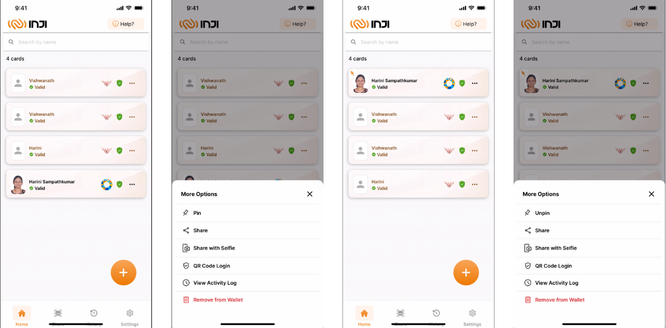 9:41
INJI
Help?
Search by name
4 cards
Vishwanath
Valid
Vishwanath
Valid
Harini
Valid
Harini Sampathkumar
Valid
Home
Settings
9:41
INJI
Help?
Search by name
4 cards
Vishwanath
Valid
Vishwanath
Valid
Harini
Valid
More Options
Pin
Share
Share with Selfie
QR Code Login
View Activity Log
Remove from Wallet
9:41
INJI
Help?
Search by name
4 cards
Harini Sampathkumar
Valid
Vishwanath
Valid
Vishwanath
Valid
Harini
Valid
Home
Settings
9:41
INJI
Help?
Search by name
4 cards
Harini Sampathkumar
Valid
Vishwanath
Valid
Vishwanath
Valid
More Options
Unpin
Share
Share with Selfie
QR Code Login
View Activity Log
Remove from Wallet